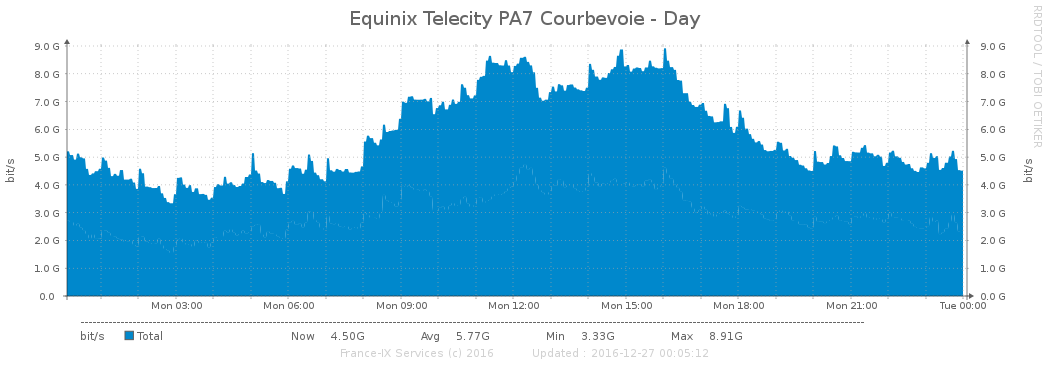 Equinix Telecity PA7 Courbevoie - Day
RRDTOOL / TOBI OETIKER
bit/s
9.0 G 9.0 G
8.0 G 8.0 G
7.0 G 7.0 G
6.0 G 6.0 G
5.0 G 5.0 G
4.0 G 4.0 G
3.0 G 3.0 G
2.0 G 2.0 G
1.0 G 1.0 G
0.0 0.0 G
bit/s
Mon 03:00 Mon 06:00 Mon 09:00 Mon 12:00 Mon 15:00 Mon 18:00 Mon 21:00 Tue 00:00
bit/s Total Now 4.50G Avg 5.77G Min 3.33G Max 8.91G
France-IX Services (c) 2016 Updated : 2016-12-27 00:05:12